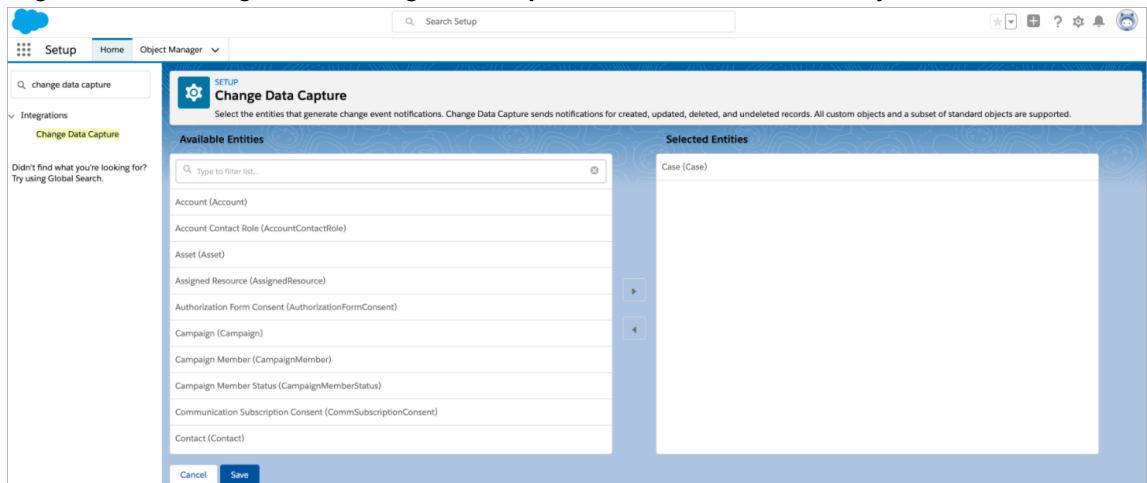 Search Setup
Setup
Home
Object Manager
change data capture
Integrations
Change Data Capture
Didn't find what you're looking for?
Try using Global Search.
SETUP
Change Data Capture
Select the entities that generate change event notifications. Change Data Capture sends notifications for created, updated, deleted, and undeleted records. All custom objects and a subset of standard objects are supported.
Available Entities
Type to filter list...
Account (Account)
Account Contact Role (AccountContactRole)
Asset (Asset)
Assigned Resource (AssignedResource)
Authorization Form Consent (AuthorizationFormConsent)
Campaign (Campaign)
Campaign Member (CampaignMember)
Campaign Member Status (CampaignMemberStatus)
Communication Subscription Consent (CommSubscriptionConsent)
Contact (Contact)
Selected Entities
Case (Case)
Cancel
Save